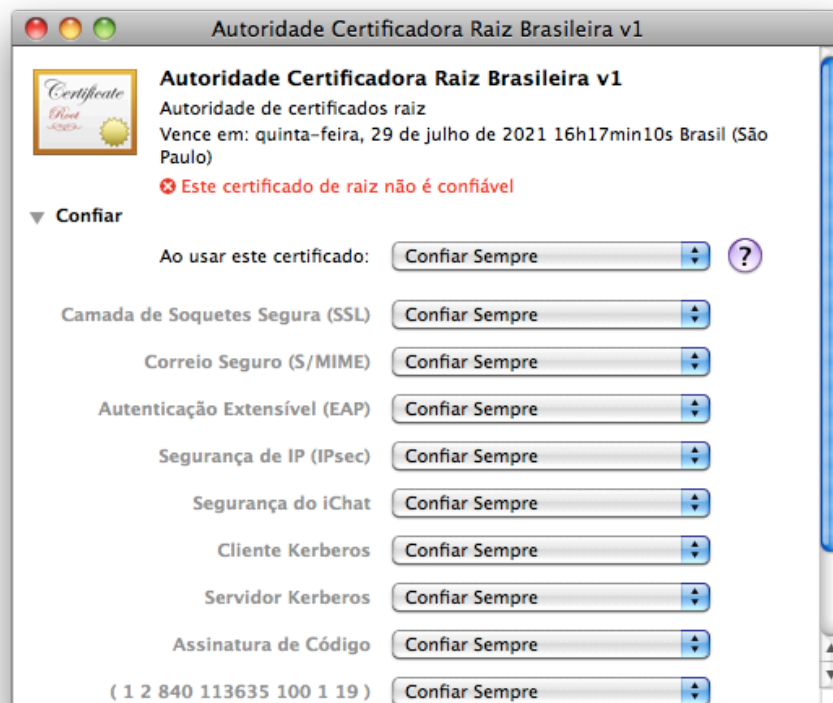 Autoridade Certificadora Raiz Brasileira v1
Certificate
Root
Autoridade Certificadora Raiz Brasileira v1
Autoridade de certificados raiz
Vence em: quinta-feira, 29 de julho de 2021 16h17min10s Brasil (São
Paulo)
Este certificado de raiz não é confiável
Confiar
Ao usar este certificado: Confiar Sempre ?
Camada de Soquetes Segura (SSL) Confiar Sempre
Correio Seguro (S/MIME) Confiar Sempre
Autenticação Extensível (EAP) Confiar Sempre
Segurança de IP (IPsec) Confiar Sempre
Segurança do iChat Confiar Sempre
Cliente Kerberos Confiar Sempre
Servidor Kerberos Confiar Sempre
Assinatura de Código Confiar Sempre
( 1 2 840 113635 100 1 19 ) Confiar Sempre